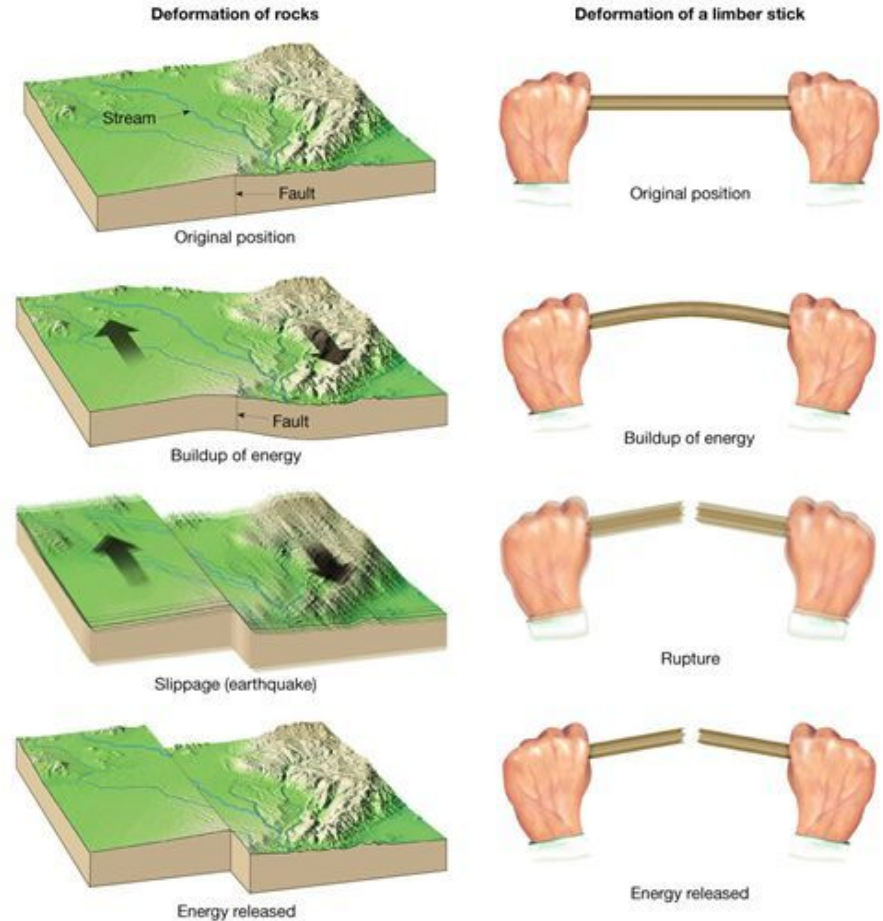 Deformation of rocks
Deformation of a limber stick
Stream
Fault
Original position
Original position
Fault
Buildup of energy
Buildup of energy
Slippage (earthquake)
Rupture
Energy released
Energy released